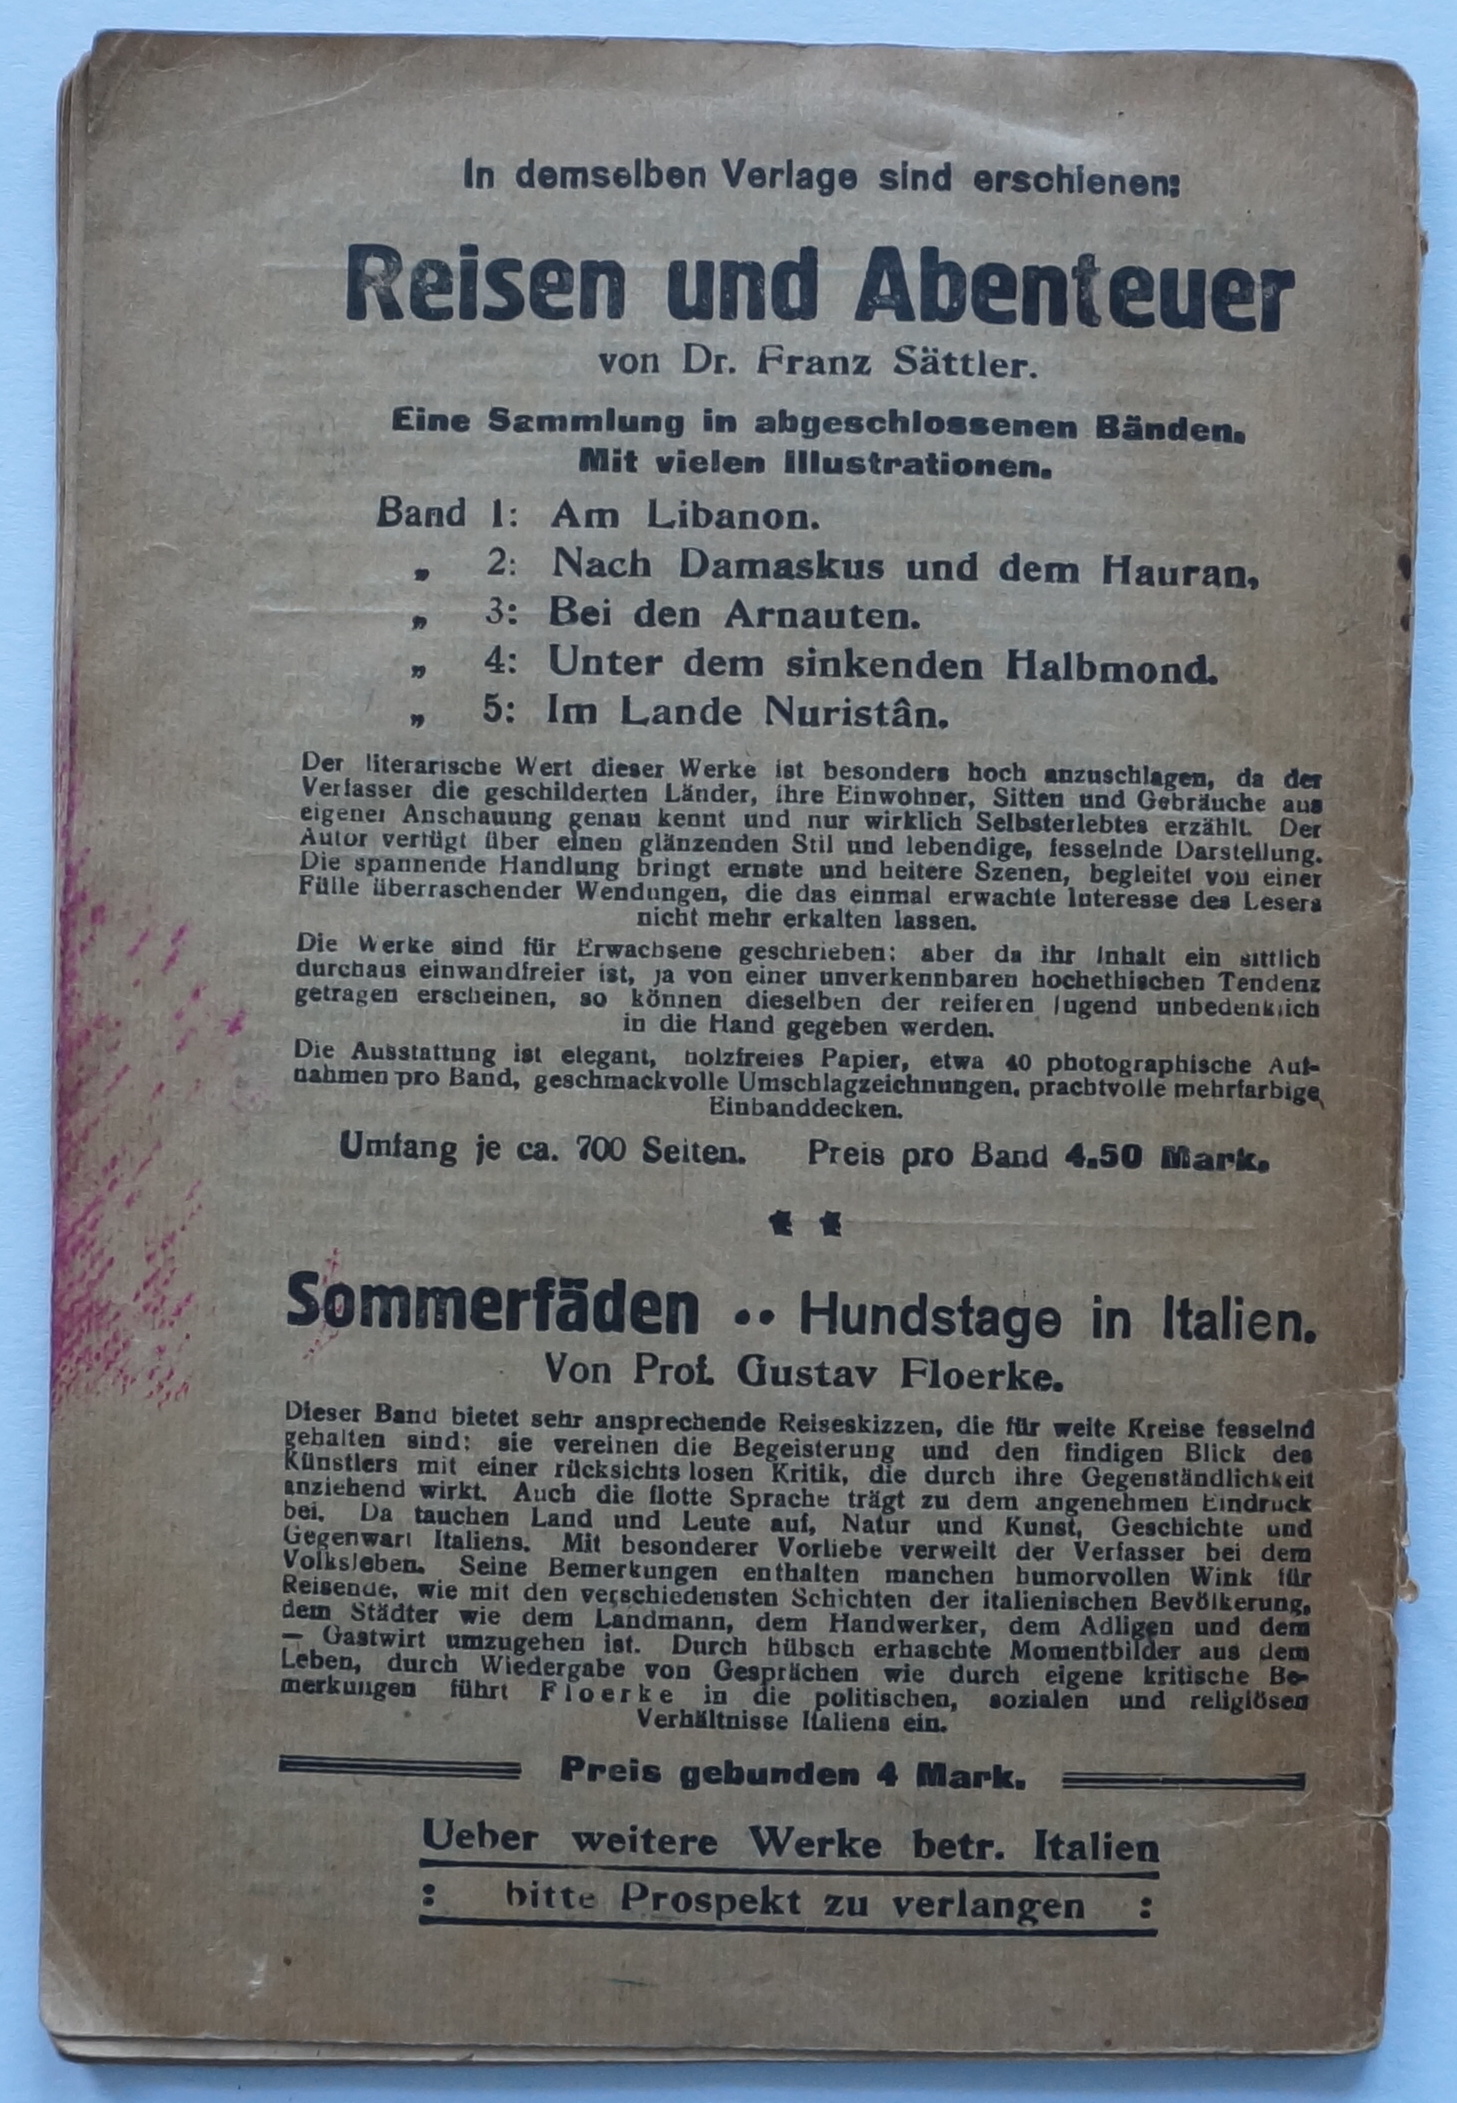 In demselben Verlage sind erschienen:
Reisen und Abenteuer
von Dr. Franz Sättler.
Eine Sammlung in abgeschlossenen Bänden.
Mit vielen Illustrationen.
Band 1: Am Libanon.
„ 2: Nach Damaskus und dem Hauran,
„ 3: Bei den Arnauten.
„ 4: Unter dem sinkenden Halbmond.
„ 5: Im Lande Nuristân.
Der literarische Wert dieser Werke ist besonders hoch anzuschlagen, da der
Verfasser die geschilderten Länder, ihre Einwohner, Sitten und Gebräuche aus
eigener Anschauung genau kennt und nur wirklich Selbsterlebtes erzählt. Der
Autor verfügt über einen glänzenden Stil und lebendige, fesselnde Darstellung.
Die spannende Handlung bringt ernste und heitere Szenen, begleitet von einer
Fülle überraschender Wendungen, die das einmal erwachte Interesse des Lesers
nicht mehr erkalten lassen.
Die Werke sind für Erwachsene geschrieben; aber da ihr Inhalt ein sittlich
durchaus einwandfreier ist, ja von einer unverkennbaren hochethischen Tendenz
getragen erscheinen, so können dieselben der reiferen Jugend unbedenklich
in die Hand gegeben werden.
Die Ausstattung ist elegant, holzfreies Papier, etwa 40 photographische Auf-
nahmen pro Band, geschmackvolle Umschlagzeichnungen, prachtvolle mehrfarbige
Einbanddecken.
Umfang je ca. 700 Seiten. Preis pro Band 4.50 Mark.
Sommerfäden .. Hundstage in Italien.
Von Prof. Gustav Floerke.
Dieser Band bietet sehr ansprechende Reiseskizzen, die für weite Kreise fesselnd
gehalten sind; sie vereinen die Begeisterung und den findigen Blick des
Künstlers mit einer rücksichtslosen Kritik, die durch ihre Gegenständlichkeit
anziehend wirkt. Auch die flotte Sprache trägt zu dem angenehmen Eindruck
bei. Da tauchen Land und Leute auf, Natur und Kunst, Geschichte und
Gegenwart Italiens. Mit besonderer Vorliebe verweilt der Verfasser bei dem
Volksleben. Seine Bemerkungen enthalten manchen humorvollen Wink für
Reisende, wie mit den verschiedensten Schichten der italienischen Bevölkerung,
dem Städter wie dem Landmann, dem Handwerker, dem Adligen und dem
— Gastwirt umzugehen ist. Durch hübsch erhaschte Momentbilder aus dem
Leben, durch Wiedergabe von Gesprächen wie durch eigene kritische Be-
merkungen führt Floerke in die politischen, sozialen und religiösen
Verhältnisse Italiens ein.
Preis gebunden 4 Mark.
Ueber weitere Werke betr. Italien
: bitte Prospekt zu verlangen :